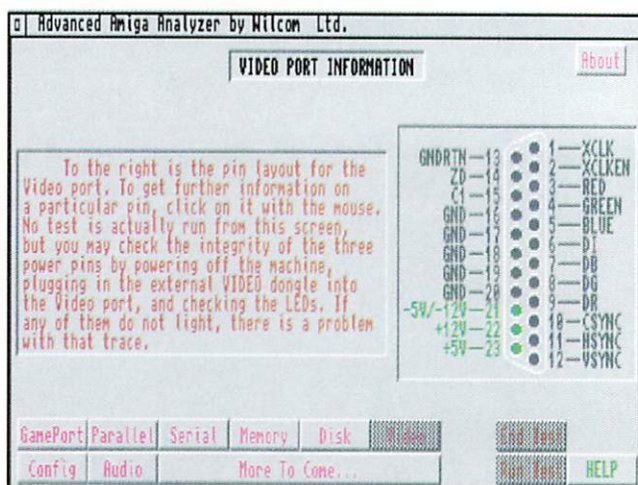 Advanced Amiga Analyzer by Wilcom Ltd.
VIDEO PORT INFORMATION
About
To the right is the pin layout for the
Video port. To get further information on
a particular pin, click on it with the mouse.
No test is actually run from this screen,
but you may check the integrity of the three
power pins by powering off the machine,
plugging in the external VIDEO dongle into
the Video port, and checking the LEDs. If
any of them do not light, there is a problem
with that trace.
GNDRTN—13
ZD—14
C1—15
GND—16
GND—17
GND—18
GND—19
GND—20
-5V/-12V—21
+12V—22
+5V—23
1—XCLK
2—XCLKEN
3—RED
4—GREEN
5—BLUE
6—DI
7—DB
8—DG
9—DR
10—CSYNC
11—HSYNC
12—VSYNC
GamePort Parallel Serial Memory Disk Video End Test
Config Audio More To Come... Run Test HELP